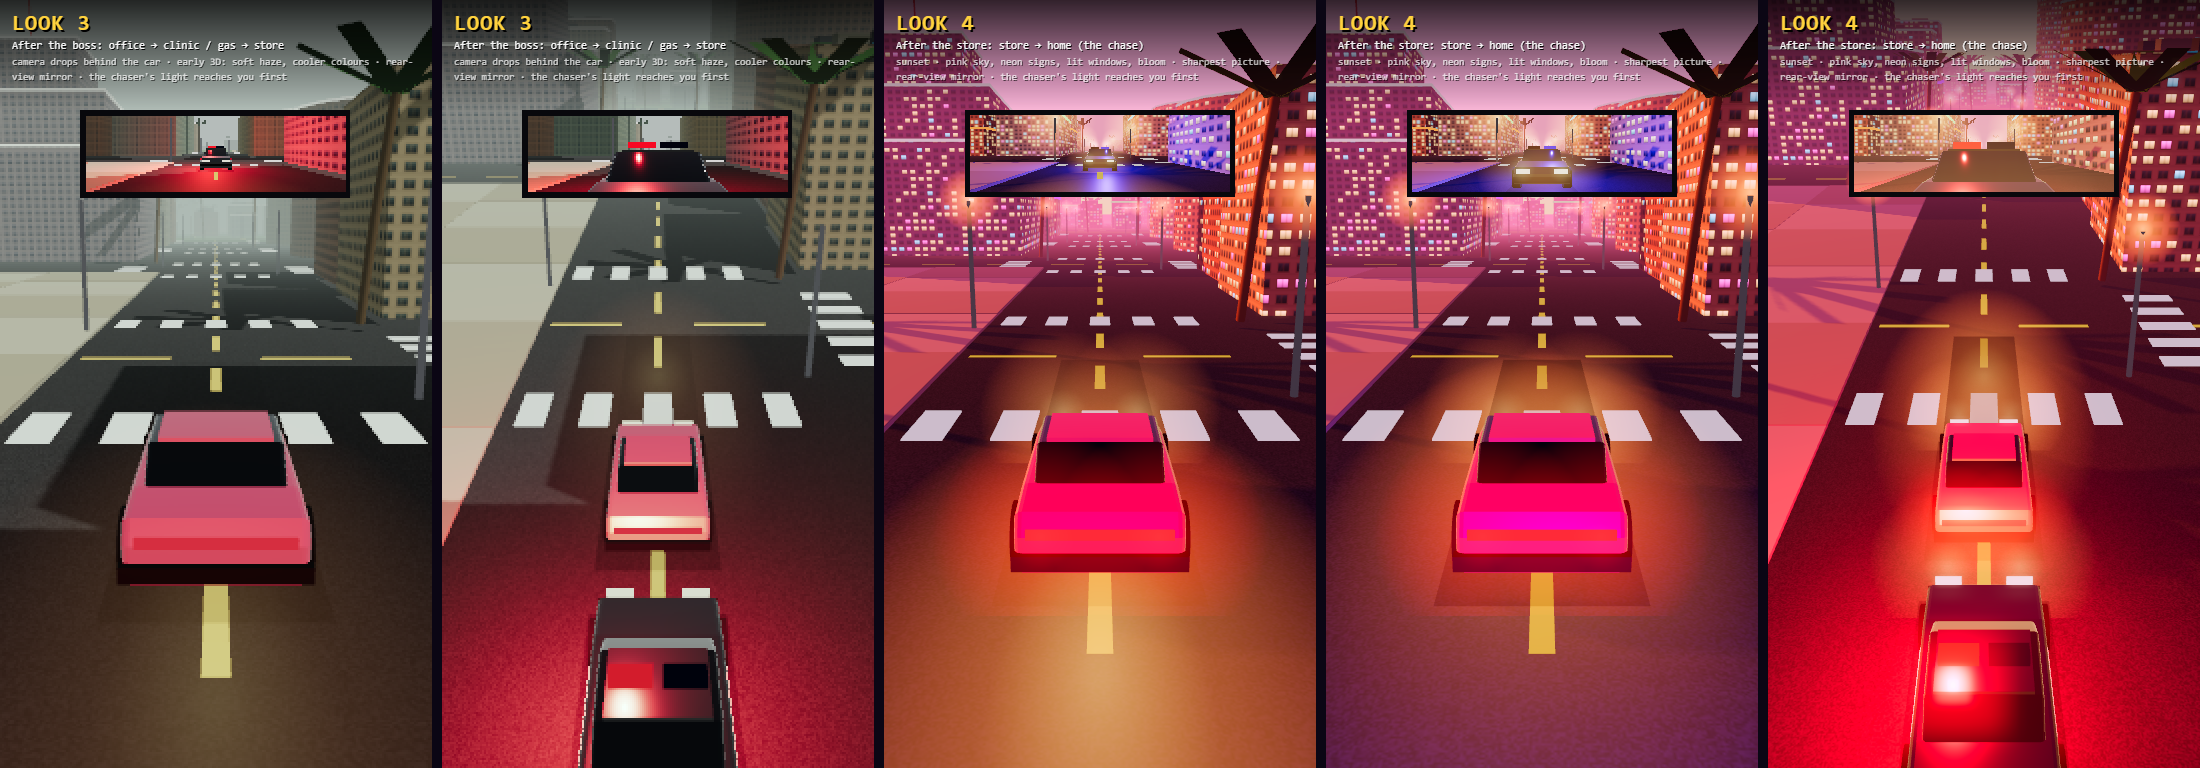 LOOK 3
After the boss: office → clinic / gas → store
camera drops behind the car · early 3D: soft haze, cooler colours · rear-
view mirror · the chaser's light reaches you first
LOOK 3
After the boss: office → clinic / gas → store
camera drops behind the car · early 3D: soft haze, cooler colours · rear-
view mirror · the chaser's light reaches you first
LOOK 4
After the store: store → home (the chase)
sunset · pink sky, neon signs, lit windows, bloom · sharpest picture ·
rear-view mirror · the chaser's light reaches you first
LOOK 4
After the store: store → home (the chase)
sunset · pink sky, neon signs, lit windows, bloom · sharpest picture ·
rear-view mirror · the chaser's light reaches you first
LOOK 4
After the store: store → home (the chase)
sunset · pink sky, neon signs, lit windows, bloom · sharpest picture ·
rear-view mirror · the chaser's light reaches you first